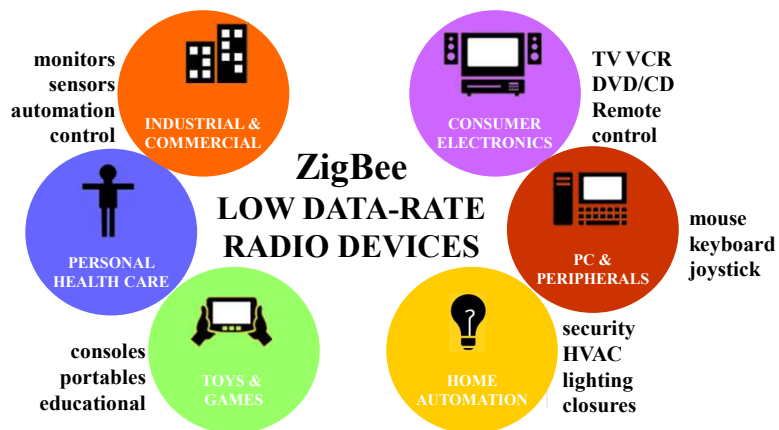 monitors
sensors
automation
control
INDUSTRIAL &
COMMERCIAL
CONSUMER
ELECTRONICS
TV VCR
DVD/CD
Remote
control
ZigBee
LOW DATA-RATE
RADIO DEVICES
PERSONAL
HEALTH CARE
PC &
PERIPHERALS
mouse
keyboard
joystick
consoles
portables
educational
TOYS &
GAMES
?
HOME
AUTOMATION
security
HVAC
lighting
closures